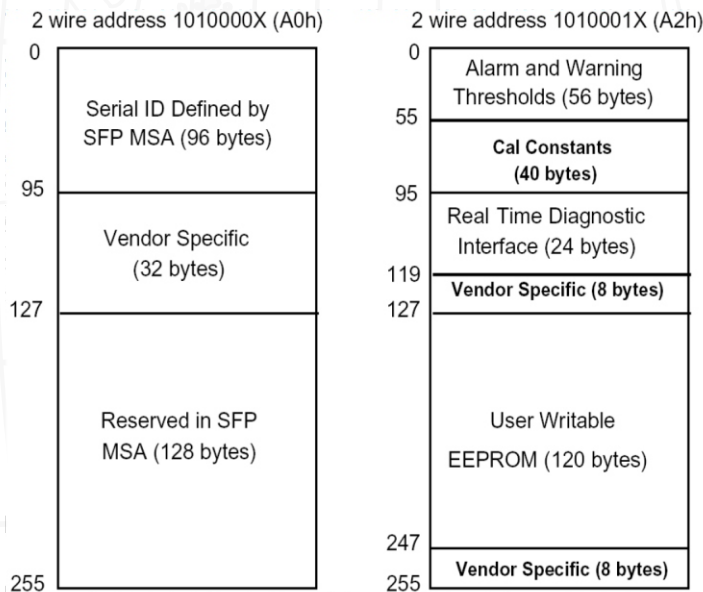 2 wire address 1010000X (A0h)
0
Serial ID Defined by
SFP MSA (96 bytes)
95
Vendor Specific
(32 bytes)
127
Reserved in SFP
MSA (128 bytes)
255
2 wire address 1010001X (A2h)
0
Alarm and Warning
Thresholds (56 bytes)
55
Cal Constants
(40 bytes)
95
Real Time Diagnostic
Interface (24 bytes)
119
Vendor Specific (8 bytes)
127
User Writable
EEPROM (120 bytes)
247
Vendor Specific (8 bytes)
255